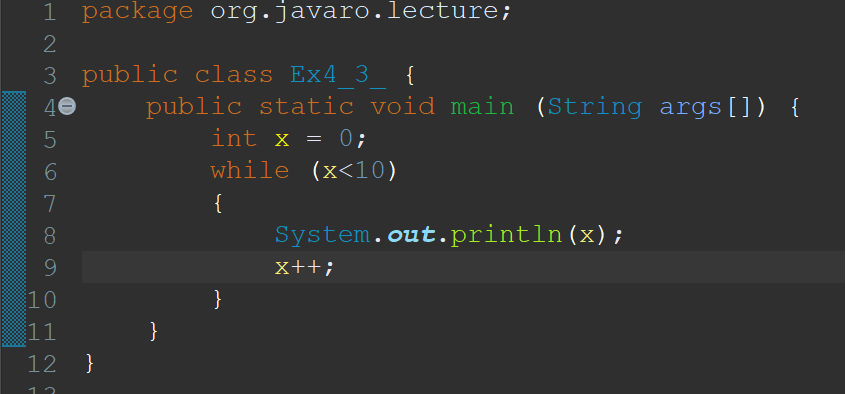 1 package org.javaro.lecture;
2
3 public class Ex4_3_ {
4 public static void main (String args[]) {
5 int x = 0;
6 while (x<10)
7 {
8 System.out.println(x);
9 x++;
10 }
11 }
12 }
13